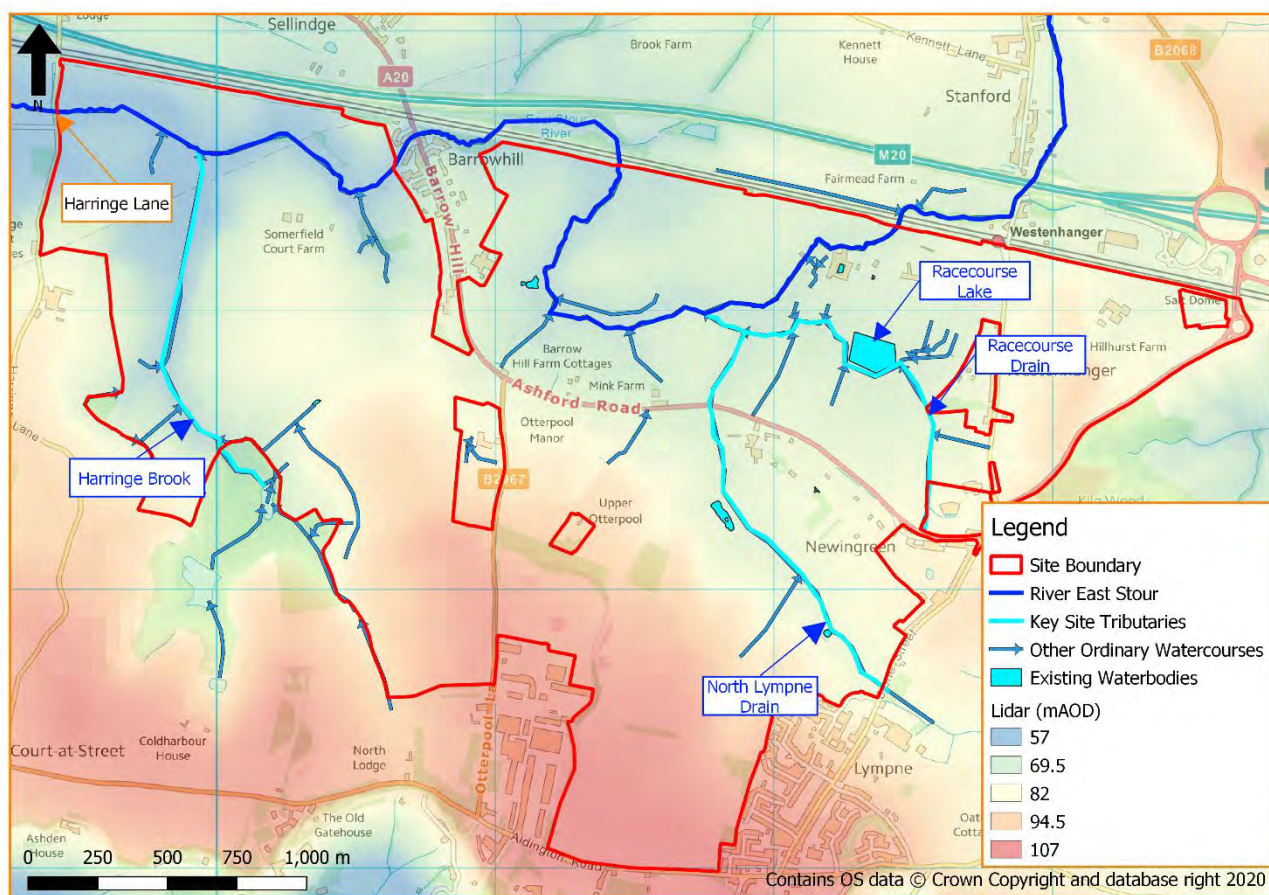 Lodge
Sellindge
A20
Brook Farm
Kennett
House
Kennett-Lane
B2068
Stanford
N
East Stour
River
M20
Barrowhill
Barrow-Hill
Fairmead Farm
Harringe Lane
Somerfield
Court Farm
Westenhanger
Racecourse
Lake
Salt Dome
Racecourse
Drain
Hillhurst Farm
Westenhanger
Barrow
Hill Farm Cottages
Mink Farm
Ashford-Road
Otterpool
Manor
Lane
Harringe Brook
B2067
Upper
Otterpool
Newingreen
North Lympne
Drain
Court-at-Street
Coldharbour
House
North
Lodge
Otterpool La
Lympne
Ashden
House
The Old
Gatehouse
Aldington-Road
Legend
Site Boundary
River East Stour
Key Site Tributaries
Other Ordinary Watercourses
Existing Waterbodies
Lidar (mAOD)
57
69.5
82
94.5
107
0 250 500 750 1,000 m
Contains OS data © Crown Copyright and database right 2020